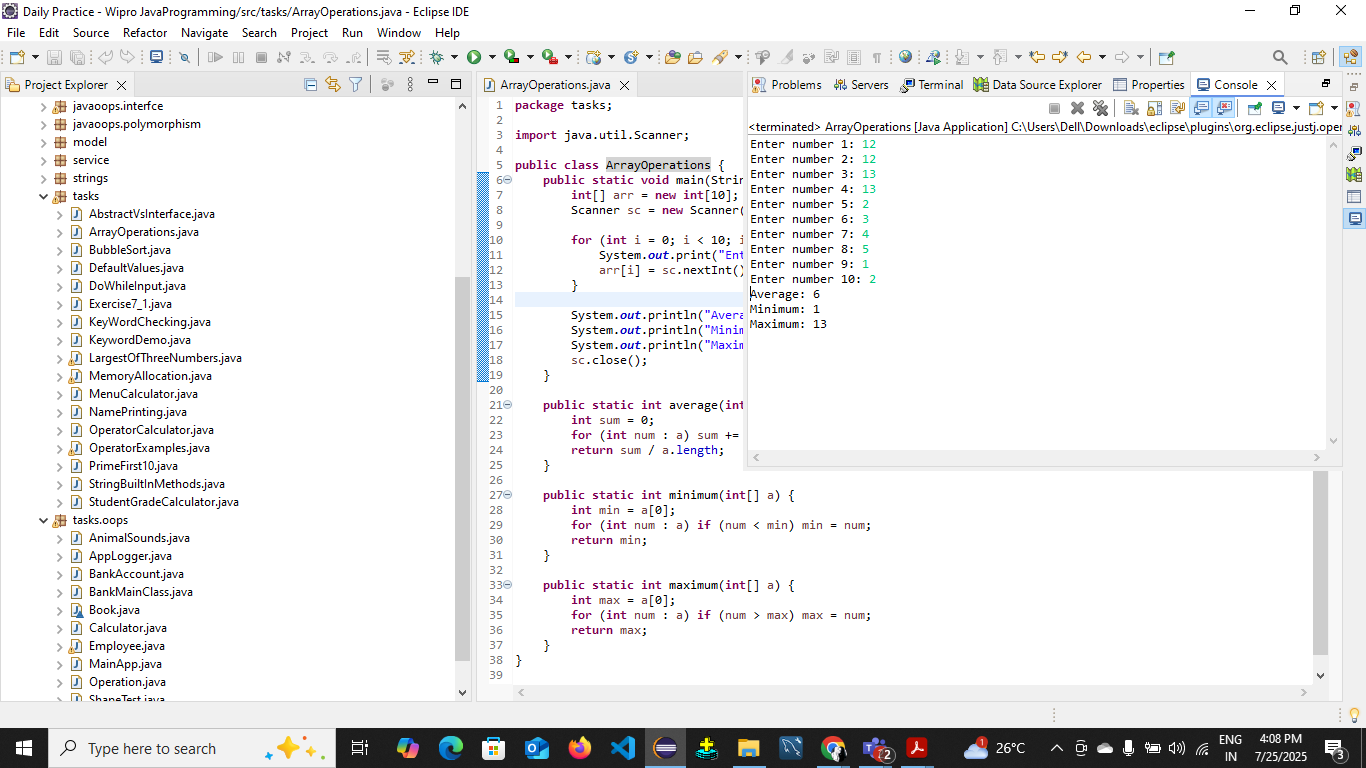 Daily Practice - Wipro JavaProgramming/src/tasks/ArrayOperations.java - Eclipse IDE
File Edit Source Refactor Navigate Search Project Run Window Help
Project Explorer
javaoops.interfce
javaoops.polymorphism
model
service
strings
tasks
AbstractVsInterface.java
ArrayOperations.java
BubbleSort.java
DefaultValues.java
DoWhileInput.java
Exercise7_1.java
KeyWordChecking.java
KeywordDemo.java
LargestOfThreeNumbers.java
MemoryAllocation.java
MenuCalculator.java
NamePrinting.java
OperatorCalculator.java
OperatorExamples.java
PrimeFirst10.java
StringBuiltInMethods.java
StudentGradeCalculator.java
tasks.oops
AnimalSounds.java
AppLogger.java
BankAccount.java
BankMainClass.java
Book.java
Calculator.java
Employee.java
MainApp.java
Operation.java
ShapeTest.java
ArrayOperations.java
1 package tasks;
2
3 import java.util.Scanner;
4
5 public class ArrayOperations {
6 public static void main(Strin
7 int[] arr = new int[10];
8 Scanner sc = new Scanner(
9
10 for (int i = 0; i < 10; i
11 System.out.print("Ent
12 arr[i] = sc.nextInt()
13 }
14
15 System.out.println("Avera
16 System.out.println("Minim
17 System.out.println("Maxim
18 sc.close();
19 }
20
21 public static int average(int
22 int sum = 0;
23 for (int num : a) sum +=
24 return sum / a.length;
25 }
26
27 public static int minimum(int[] a) {
28 int min = a[0];
29 for (int num : a) if (num < min) min = num;
30 return min;
31 }
32
33 public static int maximum(int[] a) {
34 int max = a[0];
35 for (int num : a) if (num > max) max = num;
36 return max;
37 }
38 }
39
Problems Servers Terminal Data Source Explorer Properties Console
<terminated> ArrayOperations [Java Application] C:\Users\Dell\Downloads\eclipse\plugins\org.eclipse.justj.oper
Enter number 1: 12
Enter number 2: 12
Enter number 3: 13
Enter number 4: 13
Enter number 5: 2
Enter number 6: 3
Enter number 7: 4
Enter number 8: 5
Enter number 9: 1
Enter number 10: 2
Average: 6
Minimum: 1
Maximum: 13
Type here to search
1
26°C
2
ENG
IN
4:08 PM
7/25/2025
3